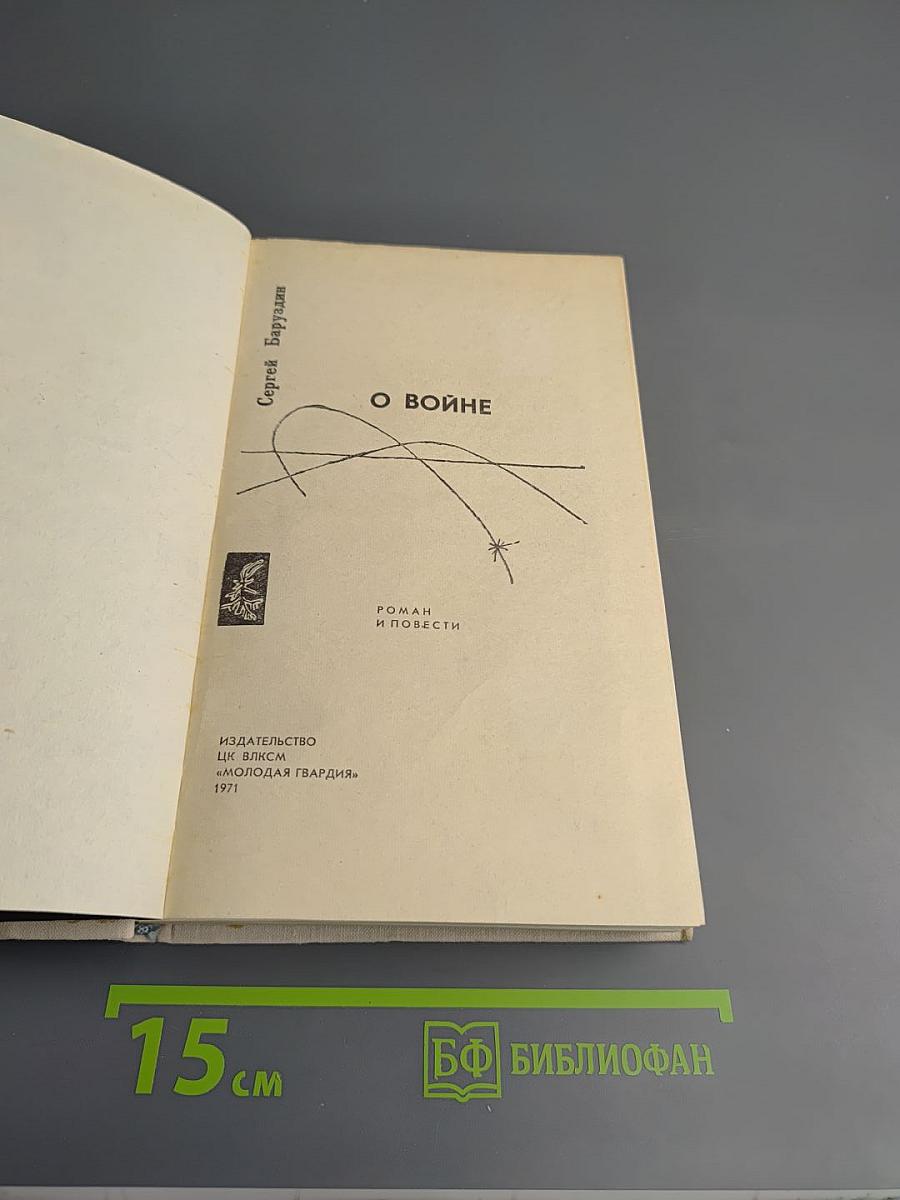 Сергей Баруздин
О ВОЙНЕ
РОМАН
И ПОВЕСТИ
ИЗДАТЕЛЬСТВО
ЦК ВЛКСМ
«МОЛОДАЯ ГВАРДИЯ»
1971
15 см
БФ БИБЛИОФАН